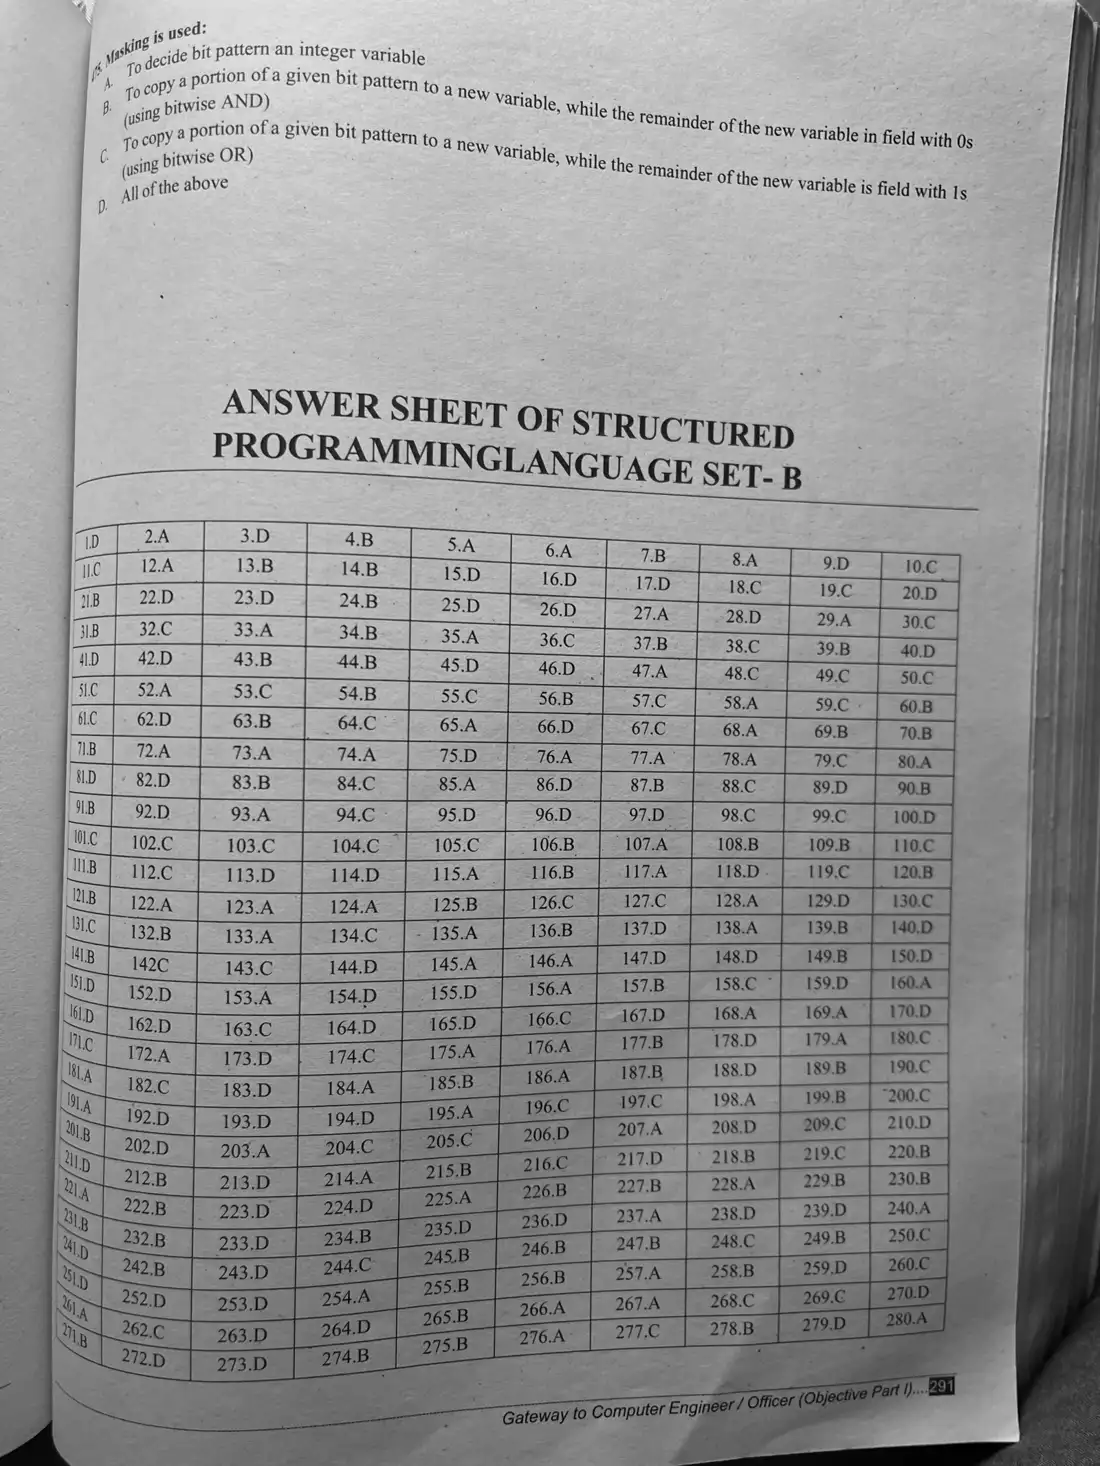 Masking is used:
A. To decide bit pattern an integer variable
B. To copy a portion of a given bit pattern to a new variable, while the remainder of the new variable in field with 0s
(using bitwise AND)
C. To copy a portion of a given bit pattern to a new variable, while the remainder of the new variable is field with 1s
(using bitwise OR)
D. All of the above
ANSWER SHEET OF STRUCTURED
PROGRAMMINGLANGUAGE SET- B
1.D 2.A 3.D 4.B 5.A 6.A 7.B 8.A 9.D 10.C
11.C 12.A 13.B 14.B 15.D 16.D 17.D 18.C 19.C 20.D
21.B 22.D 23.D 24.B 25.D 26.D 27.A 28.D 29.A 30.C
31.B 32.C 33.A 34.B 35.A 36.C 37.B 38.C 39.B 40.D
41.D 42.D 43.B 44.B 45.D 46.D 47.A 48.C 49.C 50.C
51.C 52.A 53.C 54.B 55.C 56.B 57.C 58.A 59.C 60.B
61.C 62.D 63.B 64.C 65.A 66.D 67.C 68.A 69.B 70.B
71.B 72.A 73.A 74.A 75.D 76.A 77.A 78.A 79.C 80.A
81.D 82.D 83.B 84.C 85.A 86.D 87.B 88.C 89.D 90.B
91.B 92.D 93.A 94.C 95.D 96.D 97.D 98.C 99.C 100.D
101.C 102.C 103.C 104.C 105.C 106.B 107.A 108.B 109.B 110.C
111.B 112.C 113.D 114.D 115.A 116.B 117.A 118.D 119.C 120.B
121.B 122.A 123.A 124.A 125.B 126.C 127.C 128.A 129.D 130.C
131.C 132.B 133.A 134.C 135.A 136.B 137.D 138.A 139.B 140.D
141.B 142C 143.C 144.D 145.A 146.A 147.D 148.D 149.B 150.D
151.D 152.D 153.A 154.D 155.D 156.A 157.B 158.C 159.D 160.A
161.D 162.D 163.C 164.D 165.D 166.C 167.D 168.A 169.A 170.D
171.C 172.A 173.D 174.C 175.A 176.A 177.B 178.D 179.A 180.C
181.A 182.C 183.D 184.A 185.B 186.A 187.B 188.D 189.B 190.C
191.A 192.D 193.D 194.D 195.A 196.C 197.C 198.A 199.B 200.C
201.B 202.D 203.A 204.C 205.C 206.D 207.A 208.D 209.C 210.D
211.D 212.B 213.D 214.A 215.B 216.C 217.D 218.B 219.C 220.B
221.A 222.B 223.D 224.D 225.A 226.B 227.B 228.A 229.B 230.B
231.B 232.B 233.D 234.B 235.D 236.D 237.A 238.D 239.D 240.A
241.D 242.B 243.D 244.C 245.B 246.B 247.B 248.C 249.B 250.C
251.D 252.D 253.D 254.A 255.B 256.B 257.A 258.B 259.D 260.C
261.A 262.C 263.D 264.D 265.B 266.A 267.A 268.C 269.C 270.D
271.B 272.D 273.D 274.B 275.B 276.A 277.C 278.B 279.D 280.A
Gateway to Computer Engineer / Officer (Objective Part I)....291